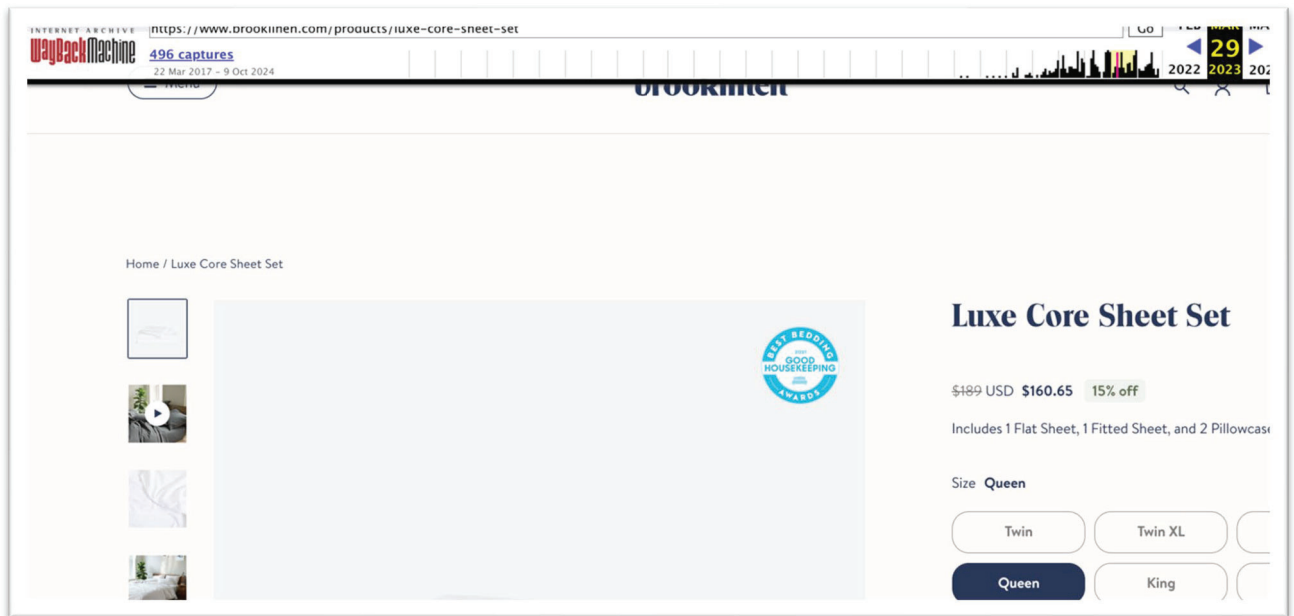 INTERNET ARCHIVE
WayBackMachine
https://www.brooklinen.com/products/luxe-core-sheet-set
Go
FEB MAR
496 captures
22 Mar 2017 – 9 Oct 2024
29
2022 2023
Menu
brooklinen
Home / Luxe Core Sheet Set
BEST BEDDING
GOOD
HOUSEKEEPING
AWARDS
Luxe Core Sheet Set
$189 USD $160.65 15% off
Includes 1 Flat Sheet, 1 Fitted Sheet, and 2 Pillowcase
Size Queen
Twin
Twin XL
Queen
King